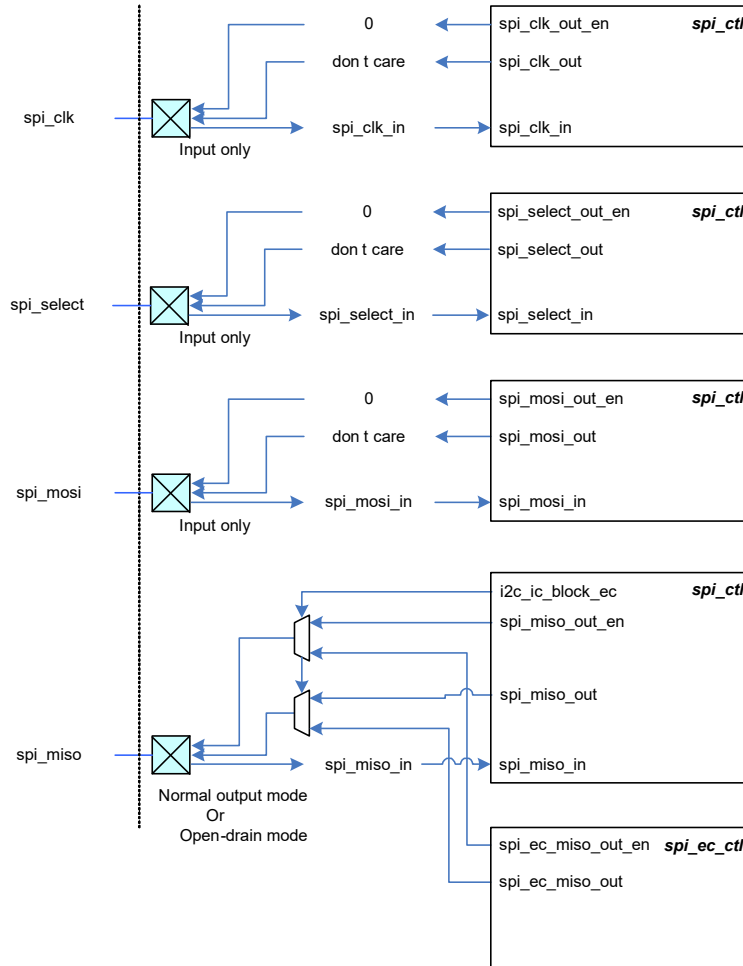 0
spi_clk_out_en
spi_ctl
don t care
spi_clk_out
spi_clk
spi_clk_in
spi_clk_in
Input only
0
spi_select_out_en
spi_ctl
don t care
spi_select_out
spi_select
spi_select_in
spi_select_in
Input only
0
spi_mosi_out_en
spi_ctl
don t care
spi_mosi_out
spi_mosi
spi_mosi_in
spi_mosi_in
Input only
i2c_ic_block_ec
spi_ctl
spi_miso_out_en
spi_miso_out
spi_miso
spi_miso_in
spi_miso_in
Normal output mode
Or
Open-drain mode
spi_ec_miso_out_en
spi_ec_ctl
spi_ec_miso_out